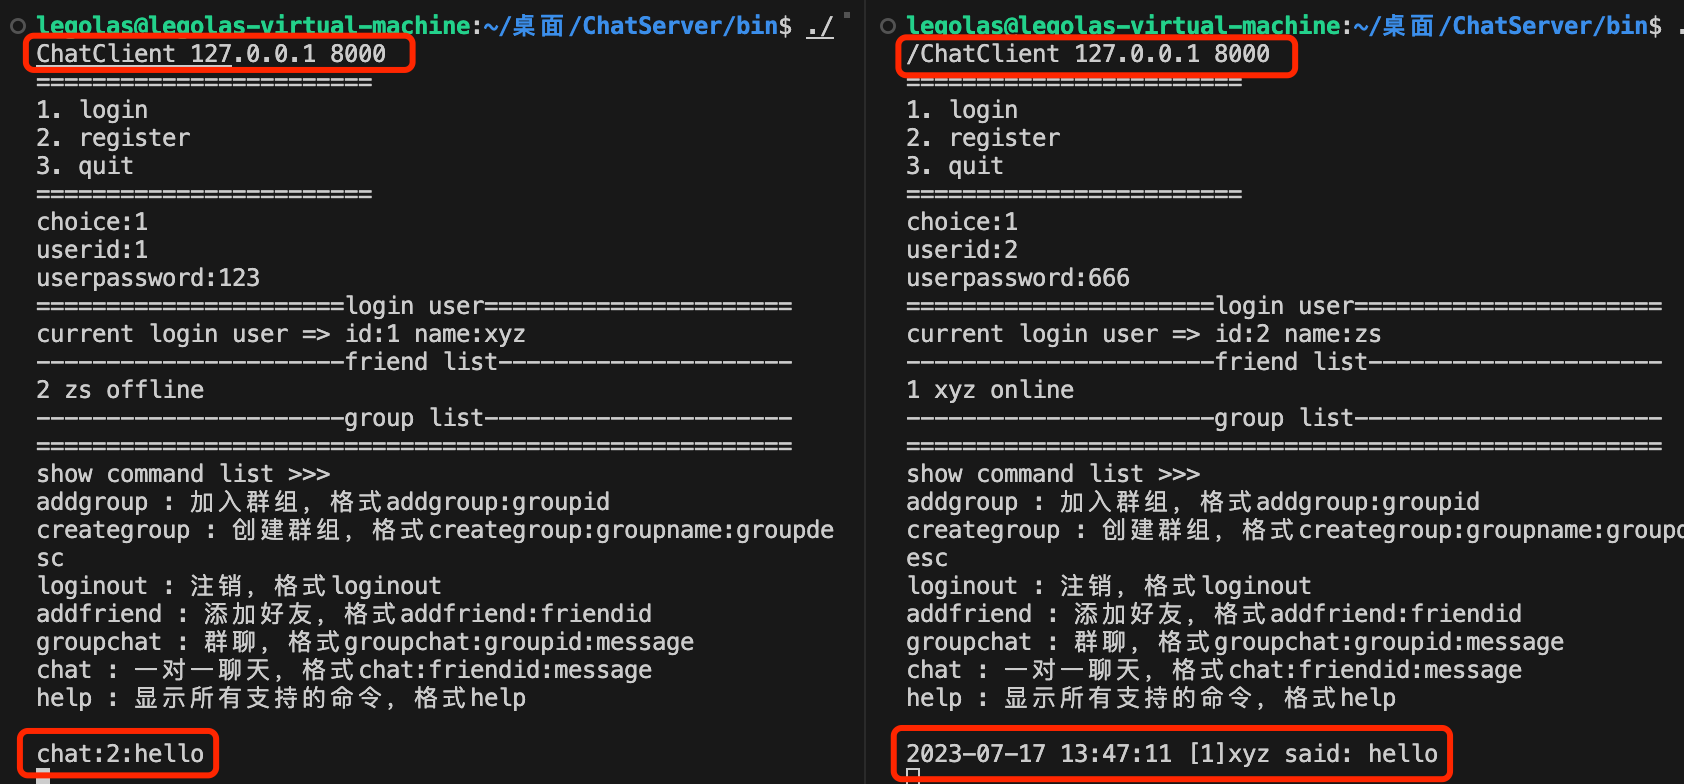 legolas@legolas-virtual-machine:~/桌面/ChatServer/bin$ ./
ChatClient 127.0.0.1 8000
========================
1. login
2. register
3. quit
========================
choice:1
userid:1
userpassword:123
======================login user======================
current login user => id:1 name:xyz
----------------------friend list---------------------
2 zs offline
----------------------group list----------------------
======================================================
show command list >>>
addgroup : 加入群组, 格式addgroup:groupid
creategroup : 创建群组, 格式creategroup:groupname:groupde
sc
loginout : 注销, 格式loginout
addfriend : 添加好友, 格式addfriend:friendid
groupchat : 群聊, 格式groupchat:groupid:message
chat : 一对一聊天, 格式chat:friendid:message
help : 显示所有支持的命令, 格式help
chat:2:hello
legolas@legolas-virtual-machine:~/桌面/ChatServer/bin$ .
/ChatClient 127.0.0.1 8000
========================
1. login
2. register
3. quit
========================
choice:1
userid:2
userpassword:666
======================login user======================
current login user => id:2 name:zs
----------------------friend list---------------------
1 xyz online
----------------------group list----------------------
======================================================
show command list >>>
addgroup : 加入群组, 格式addgroup:groupid
creategroup : 创建群组, 格式creategroup:groupname:groupd
esc
loginout : 注销, 格式loginout
addfriend : 添加好友, 格式addfriend:friendid
groupchat : 群聊, 格式groupchat:groupid:message
chat : 一对一聊天, 格式chat:friendid:message
help : 显示所有支持的命令, 格式help
2023-07-17 13:47:11 [1]xyz said: hello